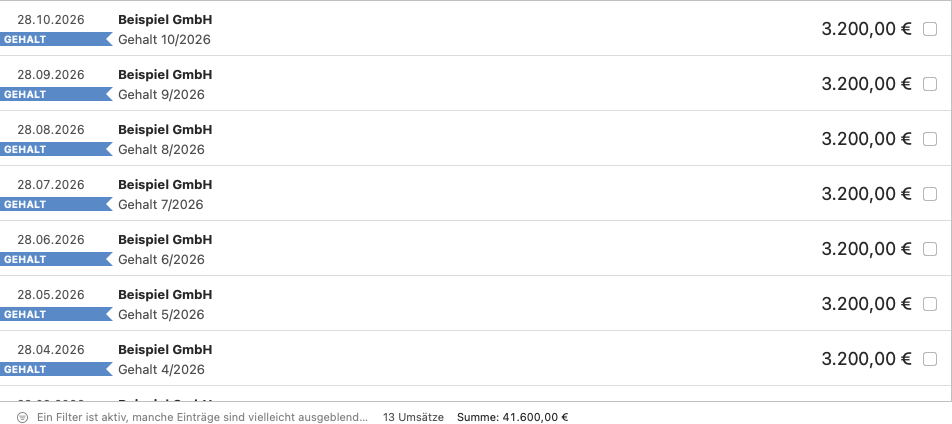 28.10.2026 Beispiel GmbH
GEHALT Gehalt 10/2026 3.200,00 €
28.09.2026 Beispiel GmbH
GEHALT Gehalt 9/2026 3.200,00 €
28.08.2026 Beispiel GmbH
GEHALT Gehalt 8/2026 3.200,00 €
28.07.2026 Beispiel GmbH
GEHALT Gehalt 7/2026 3.200,00 €
28.06.2026 Beispiel GmbH
GEHALT Gehalt 6/2026 3.200,00 €
28.05.2026 Beispiel GmbH
GEHALT Gehalt 5/2026 3.200,00 €
28.04.2026 Beispiel GmbH
GEHALT Gehalt 4/2026 3.200,00 €
Ein Filter ist aktiv, manche Einträge sind vielleicht ausgeblend... 13 Umsätze Summe: 41.600,00 €